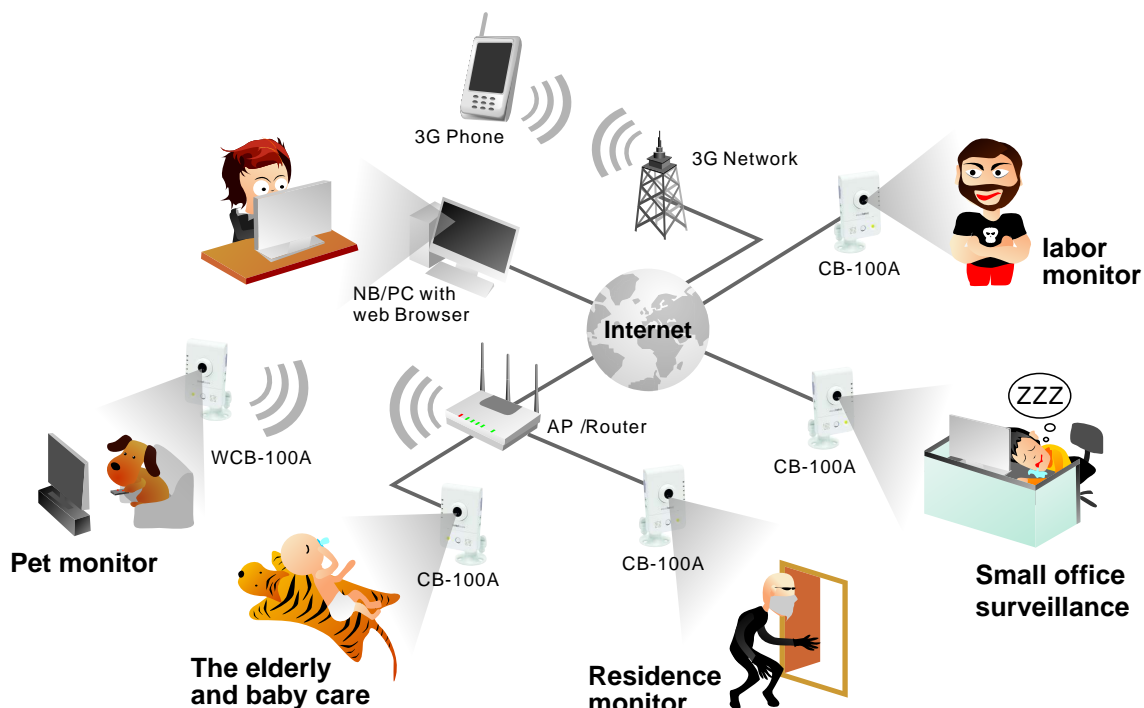 3G Phone
3G Network
CB-100A
labor
monitor
NB/PC with
web Browser
Internet
ZZZ
AP /Router
WCB-100A
CB-100A
Pet monitor
CB-100A
CB-100A
Small office
surveillance
The elderly
and baby care
Residence
monitor